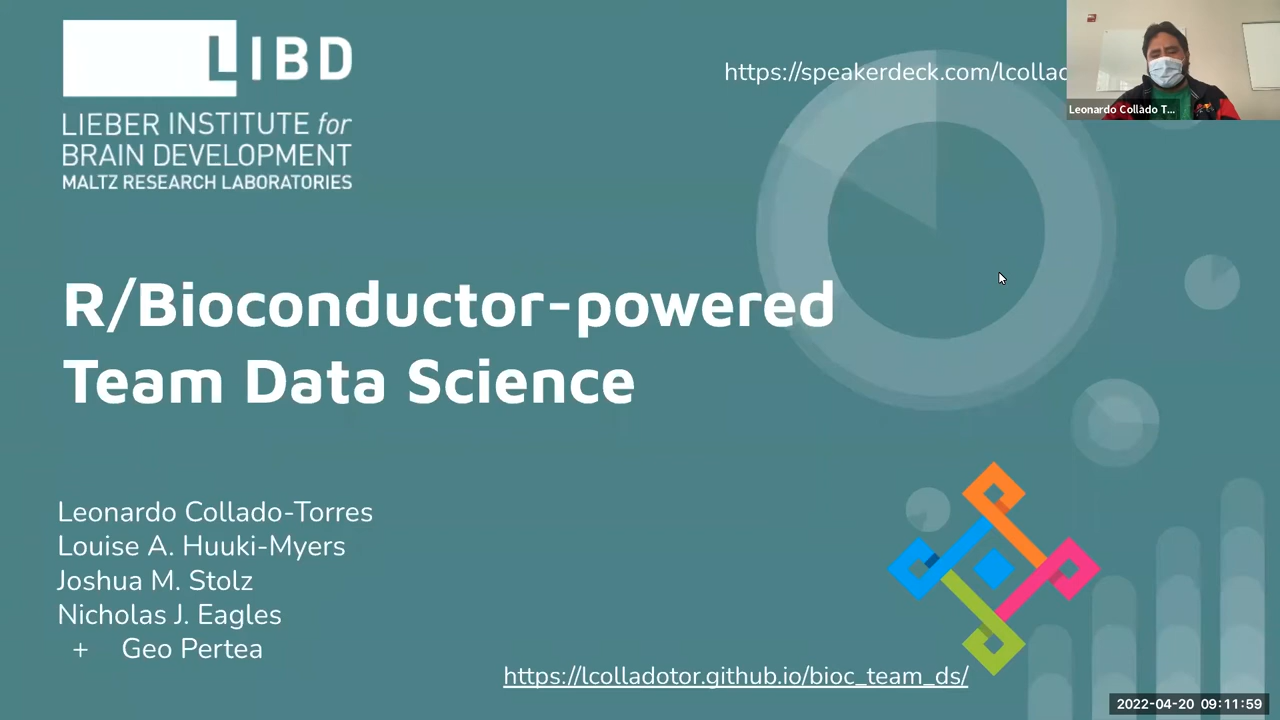 LIBD
LIEBER INSTITUTE for
BRAIN DEVELOPMENT
MALTZ RESEARCH LABORATORIES
https://speakerdeck.com/lcollac
Leonardo Collado T...
R/Bioconductor-powered
Team Data Science
Leonardo Collado-Torres
Louise A. Huuki-Myers
Joshua M. Stolz
Nicholas J. Eagles
+ Geo Pertea
https://lcolladotor.github.io/bioc_team_ds/
2022-04-20 09:11:59